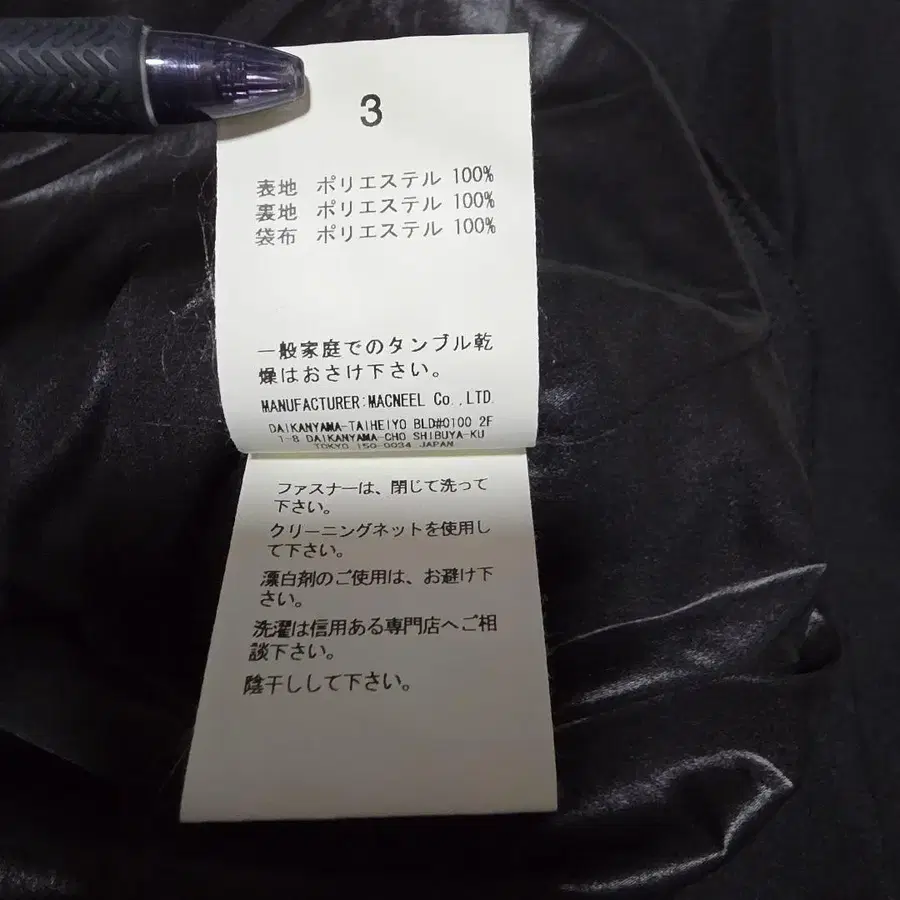 3
表地 ポリエステル 100%
裏地 ポリエステル 100%
袋布 ポリエステル 100%
一般家庭でのタンブル乾
燥はおさけ下さい。
MANUFACTURER:MACNEEL Co.,LTD.
DAIKANYAMA-TAIHEIYO BLD#0100 2F
1-8 DAIKANYAMA-CHO SHIBUYA-KU
TOKYO 150-0034 JAPAN
ファスナーは、閉じて洗って
下さい。
クリーニングネットを使用し
て下さい。
漂白剤のご使用は、お避け下
さい。
洗濯は信用ある専門店へご相
談下さい。
陰干しして下さい。